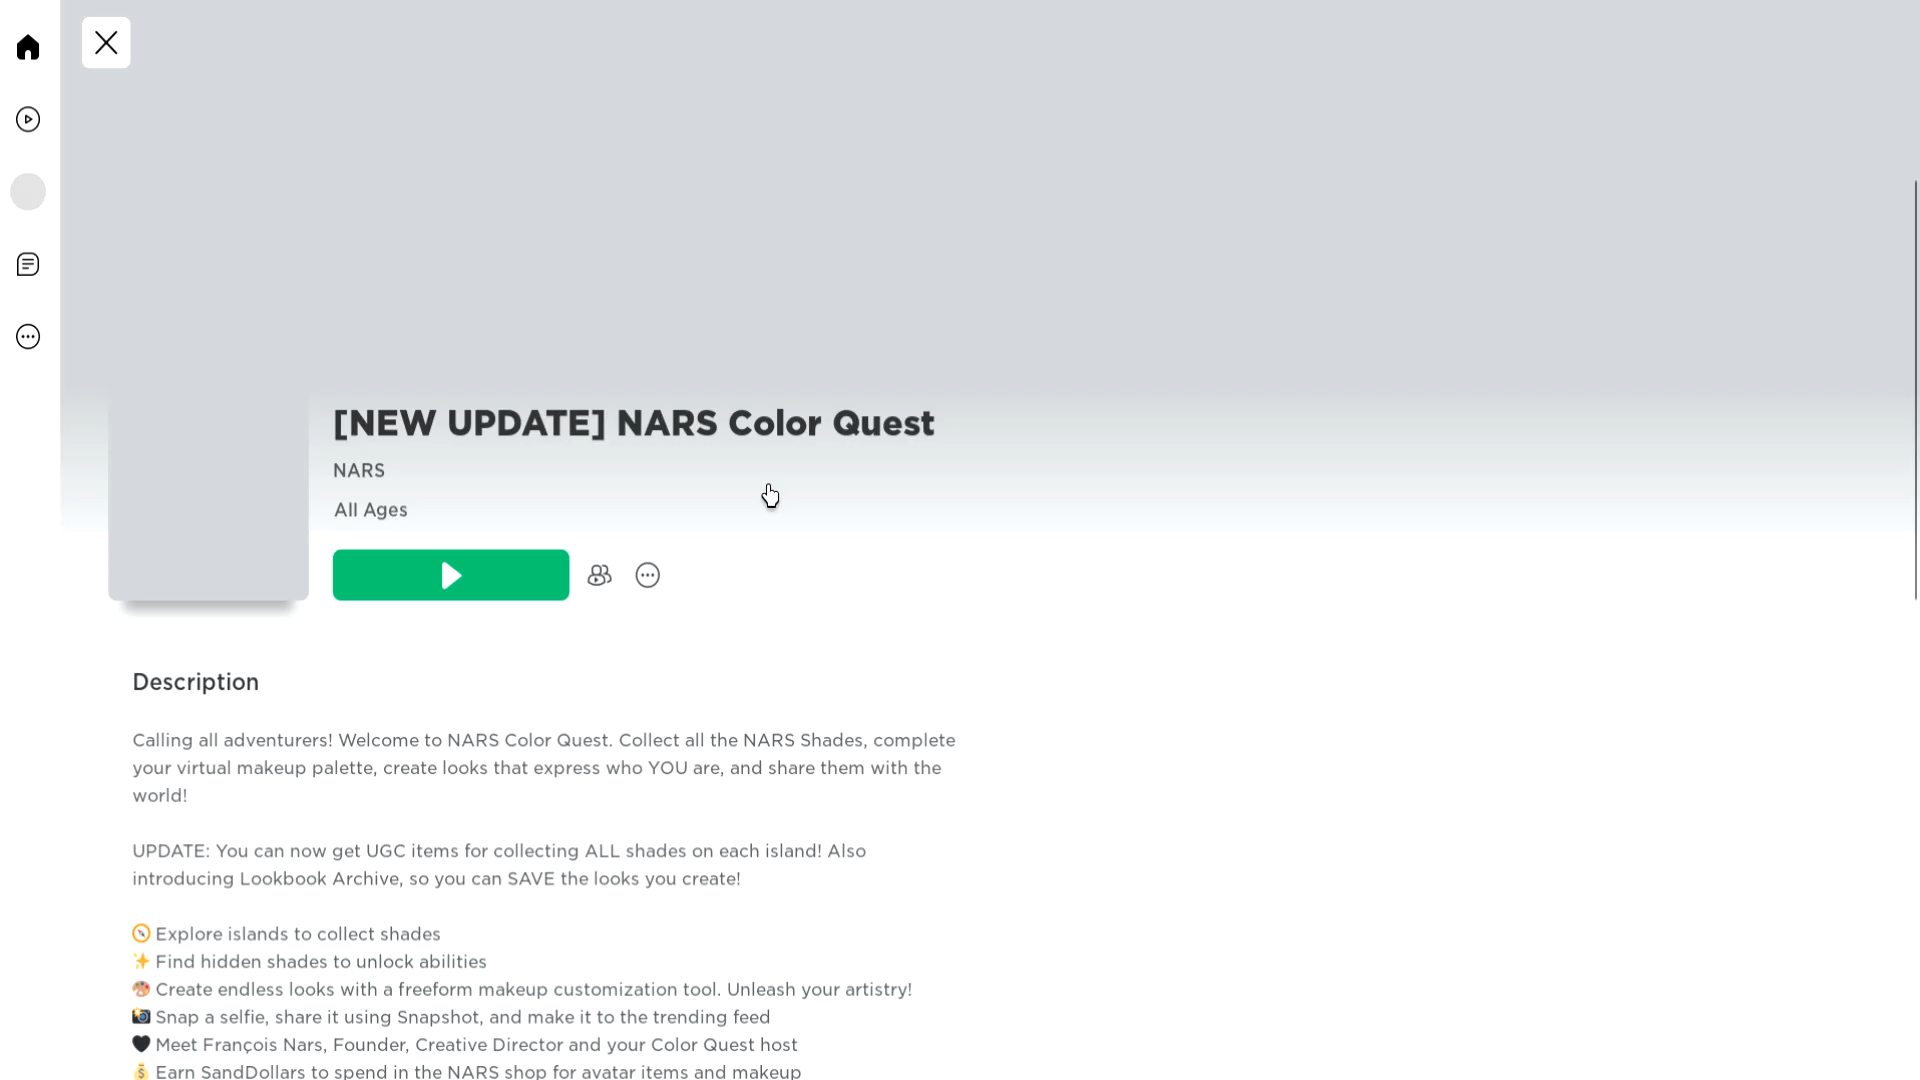 [NEW UPDATE] NARS Color Quest
NARS
All Ages
Description
Calling all adventurers! Welcome to NARS Color Quest. Collect all the NARS Shades, complete
your virtual makeup palette, create looks that express who YOU are, and share them with the
world!
UPDATE: You can now get UGC items for collecting ALL shades on each island! Also
introducing Lookbook Archive, so you can SAVE the looks you create!
🧭 Explore islands to collect shades
✨ Find hidden shades to unlock abilities
🎨 Create endless looks with a freeform makeup customization tool. Unleash your artistry!
📸 Snap a selfie, share it using Snapshot, and make it to the trending feed
🖤 Meet François Nars, Founder, Creative Director and your Color Quest host
💰 Earn SandDollars to spend in the NARS shop for avatar items and makeup